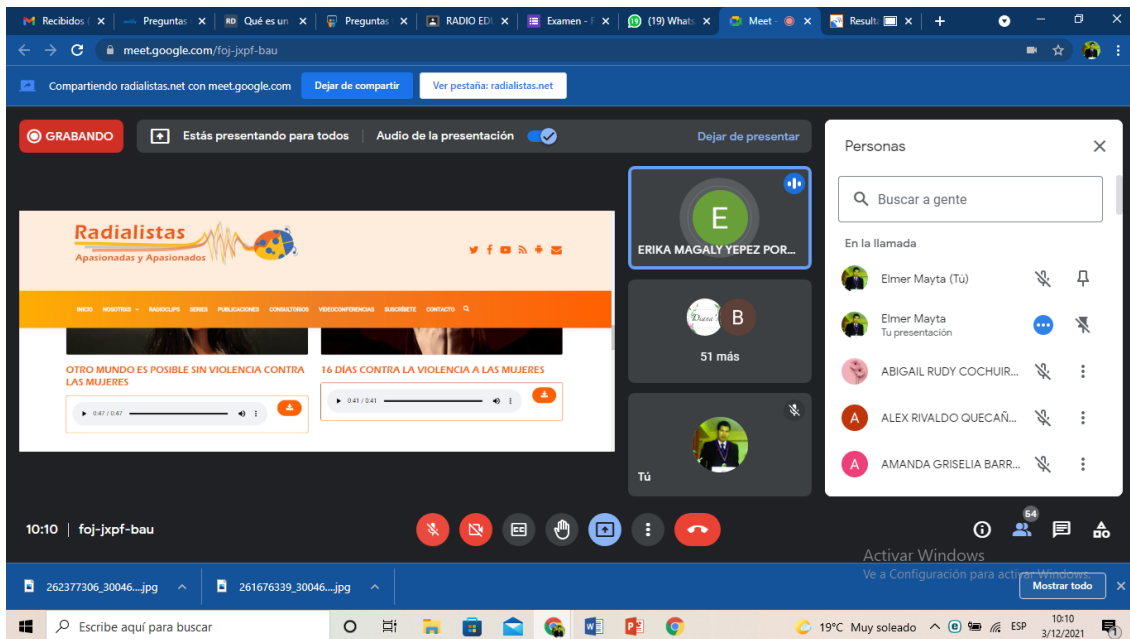 Recibidos (
Preguntas
RD Qué es un
Preguntas
RADIO EDU
Examen - F
(19) Whats
Meet -
Result
meet.google.com/foj-jxpf-bau
Compartiendo radialistas.net con meet.google.com
Dejar de compartir
Ver pestaña: radialistas.net
GRABANDO
Estás presentando para todos
Audio de la presentación
Dejar de presentar
Radialistas
Apasionadas y Apasionados
INICIO NOSOTROS RADIOCLIPS SERIES PUBLICACIONES CONSULTORIOS VIDEOCONFERENCIAS SUSCRÍBETE CONTACTO
OTRO MUNDO ES POSIBLE SIN VIOLENCIA CONTRA
LAS MUJERES
0:47 / 0:47
16 DÍAS CONTRA LA VIOLENCIA A LAS MUJERES
0:41 / 0:41
E
ERIKA MAGALY YEPEZ POR...
B
51 más
Tú
Personas
Buscar a gente
En la llamada
Elmer Mayta (Tú)
Elmer Mayta
Tu presentación
ABIGAIL RUDY COCHUIR...
A
ALEX RIVALDO QUECAÑ...
A
AMANDA GRISELIA BARR...
10:10 | foj-jxpf-bau
54
Activar Windows
Ve a Configuración para activar Windows.
262377306_30046....jpg
261676339_30046....jpg
Mostrar todo
Escribe aquí para buscar
19°C Muy soleado
ESP
10:10
3/12/2021